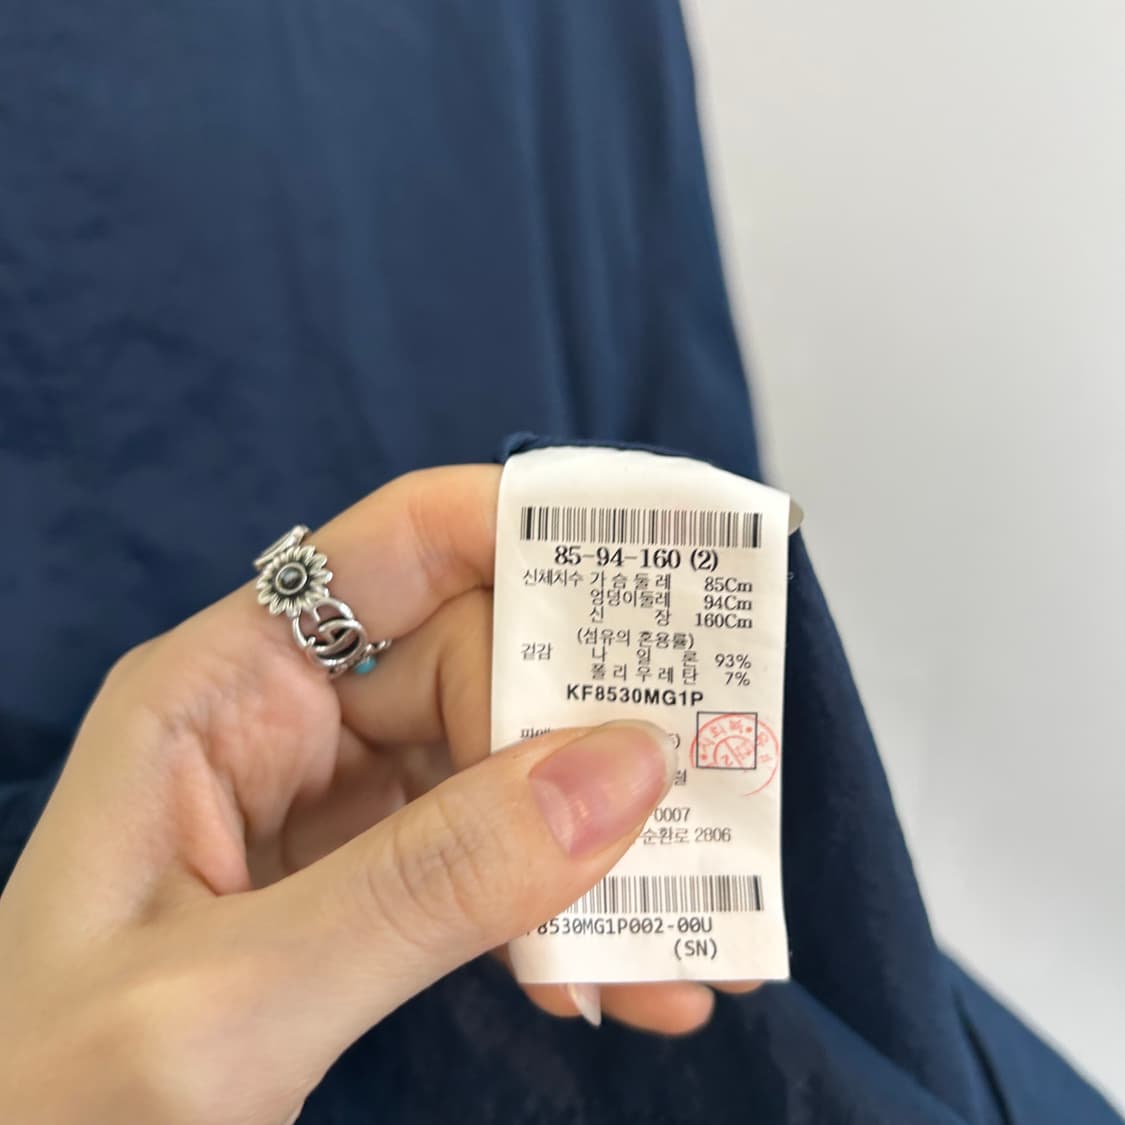 85-94-160 (2)
신체치수 가 슴 둘 레 85Cm
엉덩이둘레 94Cm
신 장 160Cm
(섬유의 혼용률)
겉감 나 일 론 93%
폴 리 우 레 탄 7%
KF8530MG1P
0007
순환로 2806
8530MG1P002-00U
(SN)